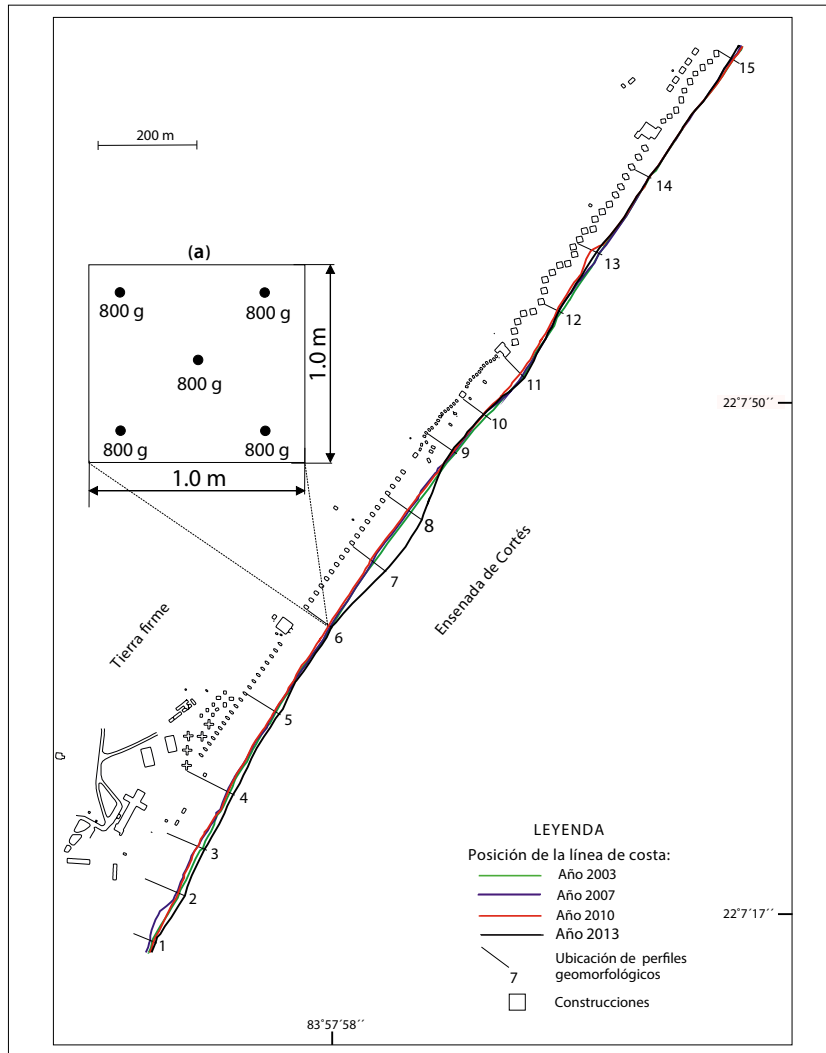 15
200 m
14
(a)
13
800 g
800 g
12
800 g
1.0 m
11
22°7´50´´
10
800 g
800 g
9
1.0 m
8
7
Ensenada de Cortés
Tierra firme
6
5
4
3
2
1
LEYENDA
Posición de la línea de costa:
Año 2003
Año 2007
22°7´17´´
Año 2010
Año 2013
7
Ubicación de perfiles
geomorfológicos
Construcciones
83°57´58´´